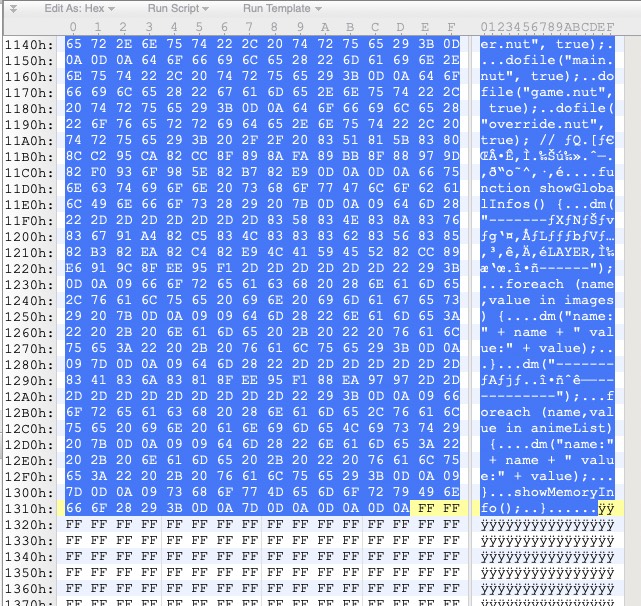 Edit As: Hex Run Script Run Template
0 1 2 3 4 5 6 7 8 9 A B C D E F 0123456789ABCDEF
1140h: 65 72 2E 6E 75 74 22 2C 20 74 72 75 65 29 3B 0D er.nut", true);.
1150h: 0A 0D 0A 64 6F 66 69 6C 65 28 22 6D 61 69 6E 2E ...dofile("main.
1160h: 6E 75 74 22 2C 20 74 72 75 65 29 3B 0D 0A 64 6F nut", true);..do
1170h: 66 69 6C 65 28 22 67 61 6D 65 2E 6E 75 74 22 2C file("game.nut",
1180h: 20 74 72 75 65 29 3B 0D 0A 64 6F 66 69 6C 65 28 true);..dofile(
1190h: 22 6F 76 65 72 72 69 64 65 2E 6E 75 74 22 2C 20 "override.nut",
11A0h: 74 72 75 65 29 3B 20 2F 2F 20 83 51 81 5B 83 80 true); // ƒQ.[ƒ€
11B0h: 8C C2 95 CA 82 CC 8F 89 8A FA 89 BB 8F 88 97 9D ŒÂ•Ê‚Ì.‰Šú‰».ˆ—.
11C0h: 82 F0 93 6F 98 5E 82 B7 82 E9 0D 0A 0D 0A 66 75 ‚ð“o˜^‚·‚é....fu
11D0h: 6E 63 74 69 6F 6E 20 73 68 6F 77 47 6C 6F 62 61 nction showGloba
11E0h: 6C 49 6E 66 6F 73 28 29 20 7B 0D 0A 09 64 6D 28 lInfos() {...dm(
11F0h: 22 2D 2D 2D 2D 2D 2D 2D 83 58 83 4E 83 8A 83 76 "-------ƒXƒNƒŠƒv
1200h: 83 67 91 A4 82 C5 83 4C 83 83 83 62 83 56 83 85 ƒg‘¤‚ÅƒLƒƒƒbƒVƒ…
1210h: 82 B3 82 EA 82 C4 82 E9 4C 41 59 45 52 82 CC 89 ‚³‚ê‚Ä‚éLAYER‚Ì‰
1220h: E6 91 9C 8F EE 95 F1 2D 2D 2D 2D 2D 2D 22 29 3B æ‘œ.î•ñ------");
1230h: 0D 0A 09 66 6F 72 65 61 63 68 20 28 6E 61 6D 65 ...foreach (name
1240h: 2C 76 61 6C 75 65 20 69 6E 20 69 6D 61 67 65 73 ,value in images
1250h: 29 20 7B 0D 0A 09 09 64 6D 28 22 6E 61 6D 65 3A ) {....dm("name:
1260h: 22 20 2B 20 6E 61 6D 65 20 2B 20 22 20 76 61 6C " + name + " val
1270h: 75 65 3A 22 20 2B 20 76 61 6C 75 65 29 3B 0D 0A ue:" + value);..
1280h: 09 7D 0D 0A 09 64 6D 28 22 2D 2D 2D 2D 2D 2D 2D .}...dm("-------
1290h: 83 41 83 6A 83 81 8F EE 95 F1 88 EA 97 97 2D 2D ƒAƒjƒ..î•ñˆê——--
12A0h: 2D 2D 2D 2D 2D 2D 2D 2D 2D 22 29 3B 0D 0A 09 66 ---------");...f
12B0h: 6F 72 65 61 63 68 20 28 6E 61 6D 65 2C 76 61 6C oreach (name,val
12C0h: 75 65 20 69 6E 20 61 6E 69 6D 65 4C 69 73 74 29 ue in animeList)
12D0h: 20 7B 0D 0A 09 09 64 6D 28 22 6E 61 6D 65 3A 22 {....dm("name:"
12E0h: 20 2B 20 6E 61 6D 65 20 2B 20 22 20 76 61 6C 75 + name + " valu
12F0h: 65 3A 22 20 2B 20 76 61 6C 75 65 29 3B 0D 0A 09 e:" + value);...
1300h: 7D 0D 0A 09 73 68 6F 77 4D 65 6D 6F 72 79 49 6E }...showMemoryIn
1310h: 66 6F 28 29 3B 0D 0A 7D 0D 0A 0D 0A 0D 0A FF FF fo();..}......ÿÿ
1320h: FF FF FF FF FF FF FF FF FF FF FF FF FF FF FF FF ÿÿÿÿÿÿÿÿÿÿÿÿÿÿÿÿ
1330h: FF FF FF FF FF FF FF FF FF FF FF FF FF FF FF FF ÿÿÿÿÿÿÿÿÿÿÿÿÿÿÿÿ
1340h: FF FF FF FF FF FF FF FF FF FF FF FF FF FF FF FF ÿÿÿÿÿÿÿÿÿÿÿÿÿÿÿÿ
1350h: FF FF FF FF FF FF FF FF FF FF FF FF FF FF FF FF ÿÿÿÿÿÿÿÿÿÿÿÿÿÿÿÿ
1360h: FF FF FF FF FF FF FF FF FF FF FF FF FF FF FF FF ÿÿÿÿÿÿÿÿÿÿÿÿÿÿÿÿ
1370h: FF FF FF FF FF FF FF FF FF FF FF FF FF FF FF FF ÿÿÿÿÿÿÿÿÿÿÿÿÿÿÿÿ